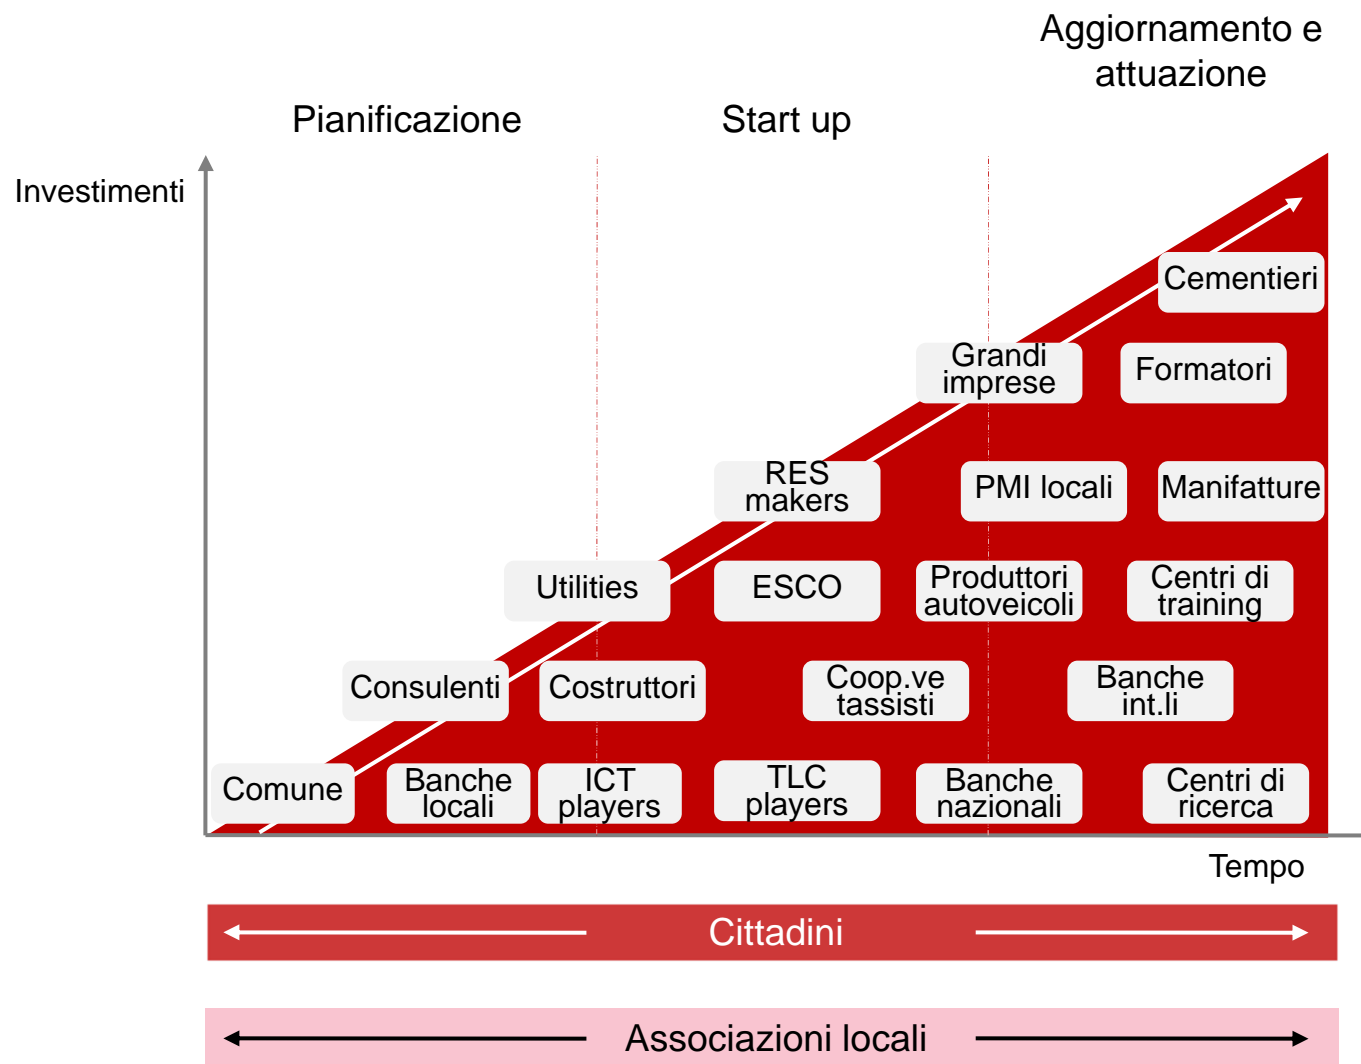 Aggiornamento e
attuazione
Pianificazione
Start up
Investimenti
Cementieri
Grandi
imprese
Formatori
RES
makers
PMI locali
Manifatture
Utilities
ESCO
Produttori
autoveicoli
Centri di
training
Consulenti
Costruttori
Coop.ve
tassisti
Banche
int.li
Comune
Banche
locali
ICT
players
TLC
players
Banche
nazionali
Centri di
ricerca
Tempo
Cittadini
Associazioni locali